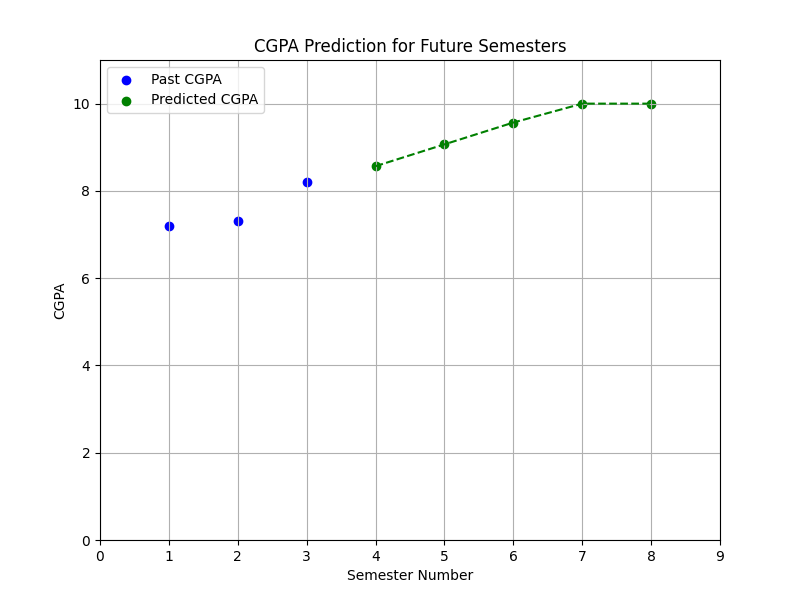 CGPA Prediction for Future Semesters
Past CGPA
Predicted CGPA
10
8
6
4
2
0
CGPA
0 1 2 3 4 5 6 7 8 9
Semester Number